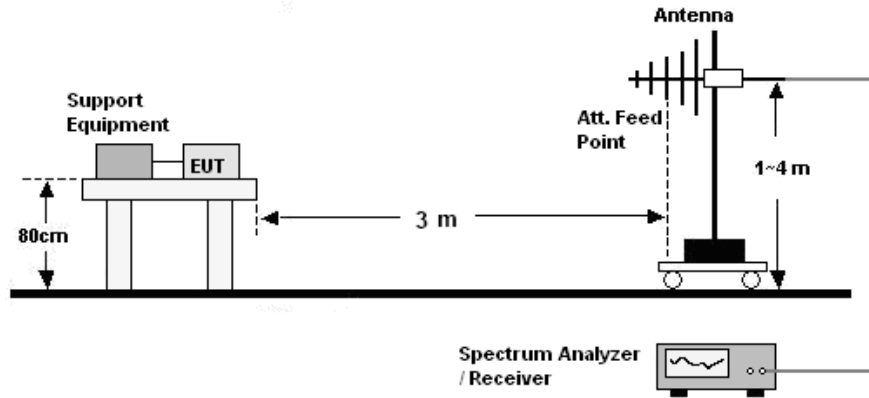 Antenna
Support
Equipment
EUT
Att. Feed
Point
1~4 m
80cm
3 m
Spectrum Analyzer
/ Receiver